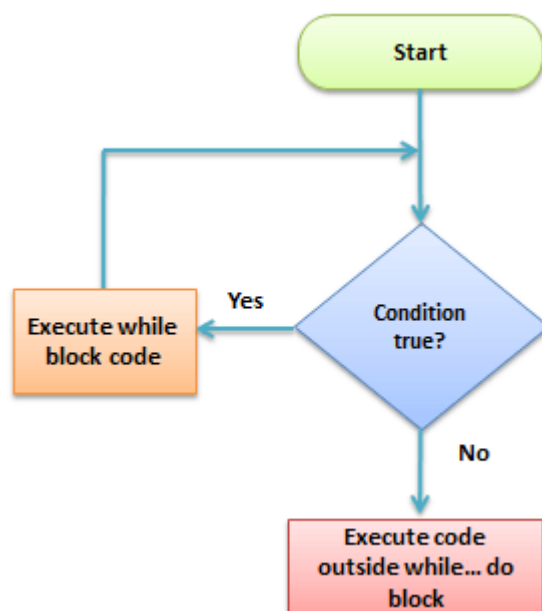 Start
Condition
true?
Yes
Execute while
block code
No
Execute code
outside while... do
block